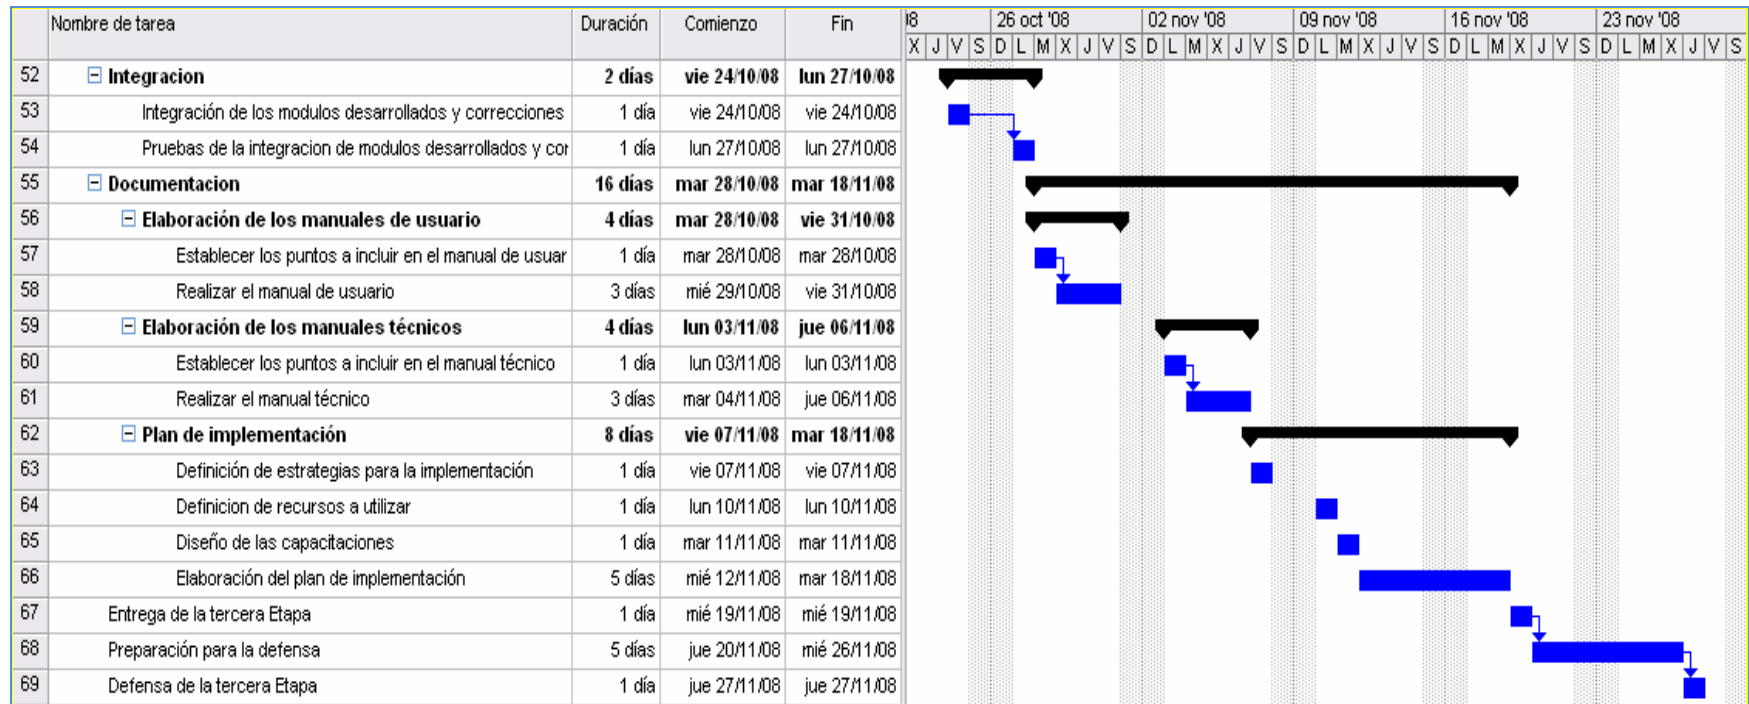 Nombre de tarea Duración Comienzo Fin '8 26 oct '08 02 nov '08 09 nov '08 16 nov '08 23 nov '08
X J V S D L M X J V S D L M X J V S D L M X J V S D L M X J V S D L M X J V S
52 Integracion 2 días vie 24/10/08 lun 27/10/08
53 Integración de los modulos desarrollados y correcciones 1 día vie 24/10/08 vie 24/10/08
54 Pruebas de la integracion de modulos desarrollados y cor 1 día lun 27/10/08 lun 27/10/08
55 Documentacion 16 días mar 28/10/08 mar 18/11/08
56 Elaboración de los manuales de usuario 4 días mar 28/10/08 vie 31/10/08
57 Establecer los puntos a incluir en el manual de usuar 1 día mar 28/10/08 mar 28/10/08
58 Realizar el manual de usuario 3 días mié 29/10/08 vie 31/10/08
59 Elaboración de los manuales técnicos 4 días lun 03/11/08 jue 06/11/08
60 Establecer los puntos a incluir en el manual técnico 1 día lun 03/11/08 lun 03/11/08
61 Realizar el manual técnico 3 días mar 04/11/08 jue 06/11/08
62 Plan de implementación 8 días vie 07/11/08 mar 18/11/08
63 Definición de estrategias para la implementación 1 día vie 07/11/08 vie 07/11/08
64 Definicion de recursos a utilizar 1 día lun 10/11/08 lun 10/11/08
65 Diseño de las capacitaciones 1 día mar 11/11/08 mar 11/11/08
66 Elaboración del plan de implementación 5 días mié 12/11/08 mar 18/11/08
67 Entrega de la tercera Etapa 1 día mié 19/11/08 mié 19/11/08
68 Preparación para la defensa 5 días jue 20/11/08 mié 26/11/08
69 Defensa de la tercera Etapa 1 día jue 27/11/08 jue 27/11/08